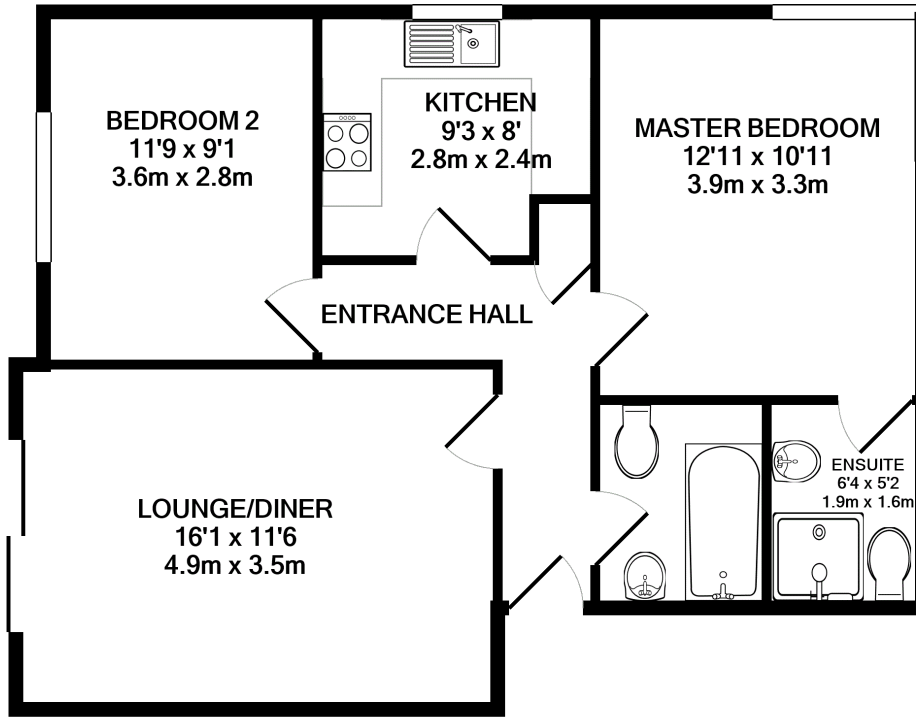 BEDROOM 2
11'9 x 9'1
3.6m x 2.8m
KITCHEN
9'3 x 8'
2.8m x 2.4m
MASTER BEDROOM
12'11 x 10'11
3.9m x 3.3m
ENTRANCE HALL
LOUNGE/DINER
16'1 x 11'6
4.9m x 3.5m
ENSUITE
6'4 x 5'2
1.9m x 1.6m